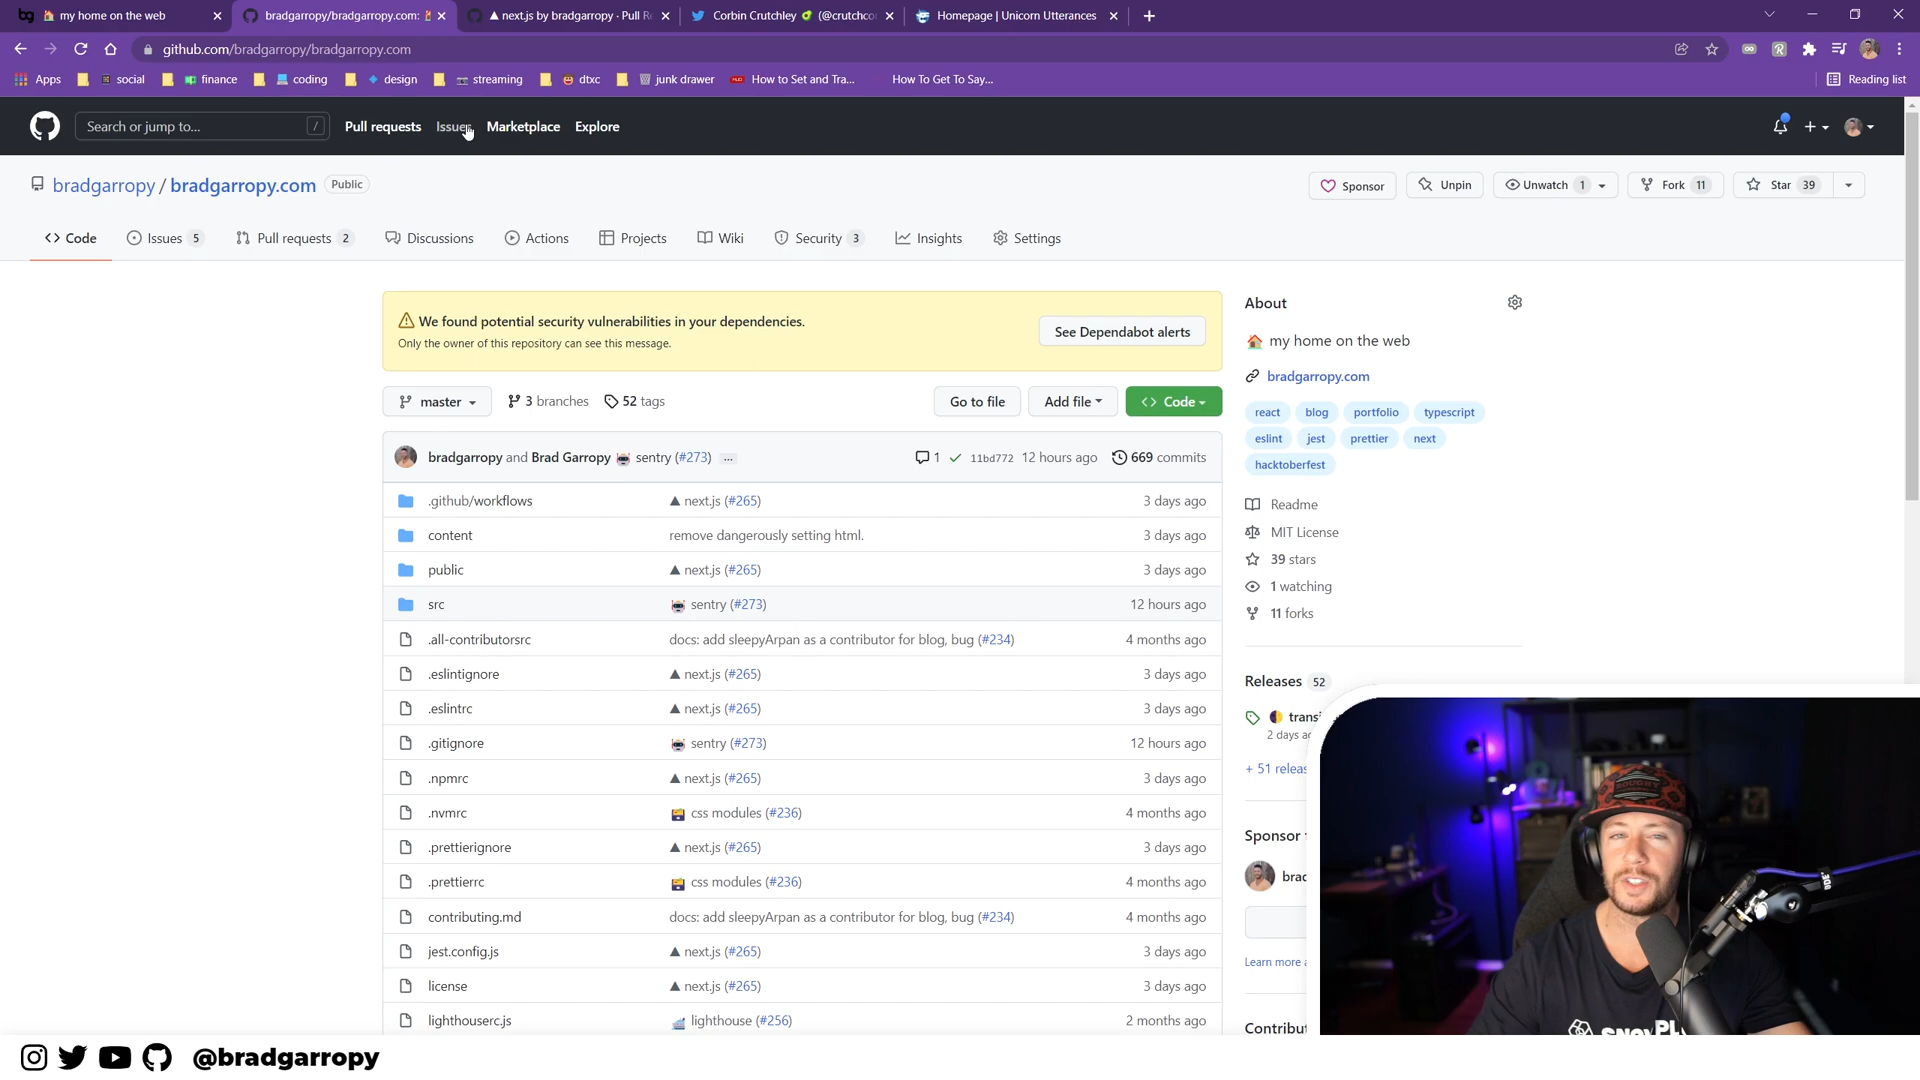 my home on the web
bradgarropy/bradgarropy.com:
next.js by bradgarropy · Pull Re
Corbin Crutchley (@crutchco
Homepage | Unicorn Utterances
github.com/bradgarropy/bradgarropy.com
Apps social finance coding design streaming dtxc junk drawer How to Set and Tra... How To Get To Say... Reading list
Search or jump to... /
Pull requests Issues Marketplace Explore
bradgarropy / bradgarropy.com Public
Sponsor Unpin Unwatch 1 Fork 11 Star 39
Code Issues 5 Pull requests 2 Discussions Actions Projects Wiki Security 3 Insights Settings
We found potential security vulnerabilities in your dependencies.
Only the owner of this repository can see this message.
See Dependabot alerts
master 3 branches 52 tags Go to file Add file Code
bradgarropy and Brad Garropy sentry (#273) ... 1 11bd772 12 hours ago 669 commits
.github/workflows next.js (#265) 3 days ago
content remove dangerously setting html. 3 days ago
public next.js (#265) 3 days ago
src sentry (#273) 12 hours ago
.all-contributorsrc docs: add sleepyArpan as a contributor for blog, bug (#234) 4 months ago
.eslintignore next.js (#265) 3 days ago
.eslintrc next.js (#265) 3 days ago
.gitignore sentry (#273) 12 hours ago
.npmrc next.js (#265) 3 days ago
.nvmrc css modules (#236) 4 months ago
.prettierignore next.js (#265) 3 days ago
.prettierrc css modules (#236) 4 months ago
contributing.md docs: add sleepyArpan as a contributor for blog, bug (#234) 4 months ago
jest.config.js next.js (#265) 3 days ago
license next.js (#265) 3 days ago
lighthouserc.js lighthouse (#256) 2 months ago
About
my home on the web
bradgarropy.com
react blog portfolio typescript
eslint jest prettier next
hacktoberfest
Readme
MIT License
39 stars
1 watching
11 forks
Releases 52
transi
2 days ag
+ 51 releas
Sponsor
brad
Learn more a
Contribut
@bradgarropy